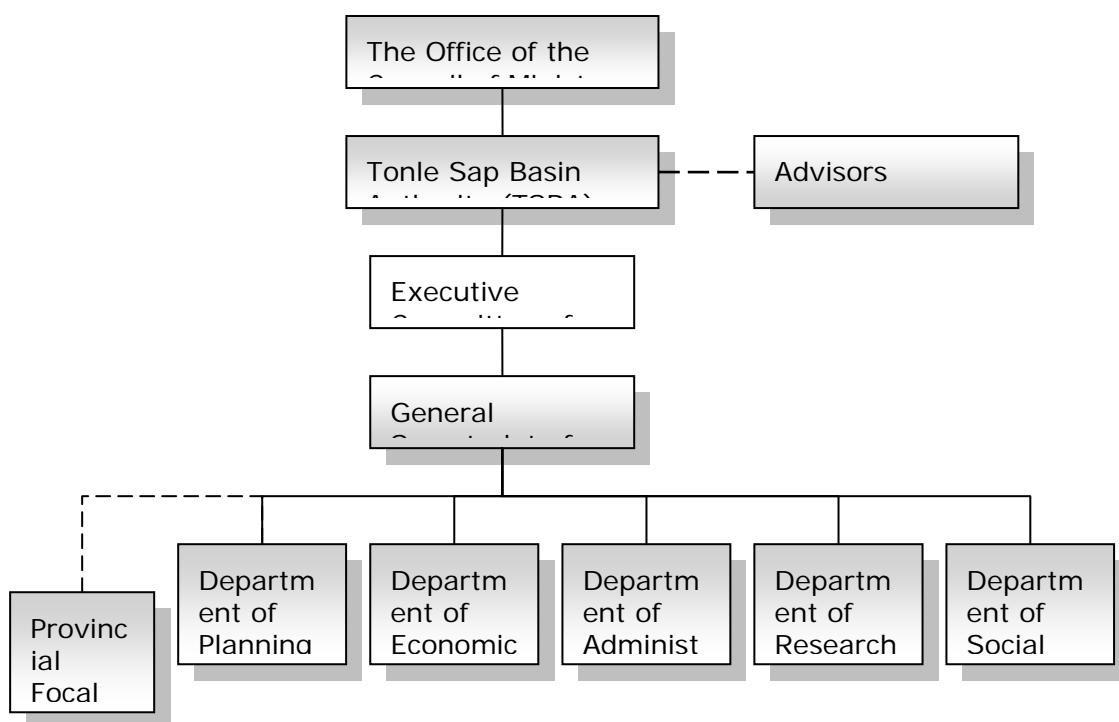 The Office of the
Tonle Sap Basin
Advisors
Executive
General
Provinc
ial
Focal
Departm
ent of
Planning
Departm
ent of
Economic
Departm
ent of
Administ
Departm
ent of
Research
Departm
ent of
Social